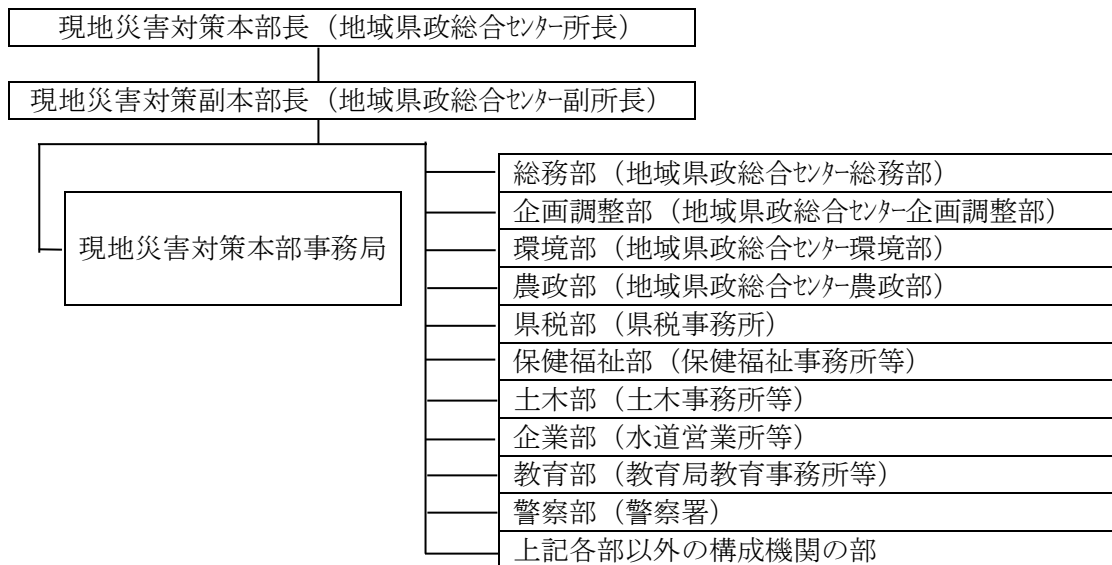 現地災害対策本部長（地域県政総合ｾﾝﾀｰ所長）
現地災害対策副本部長（地域県政総合ｾﾝﾀｰ副所長）
現地災害対策本部事務局
総務部（地域県政総合ｾﾝﾀｰ総務部）
企画調整部（地域県政総合ｾﾝﾀｰ企画調整部）
環境部（地域県政総合ｾﾝﾀｰ環境部）
農政部（地域県政総合ｾﾝﾀｰ農政部）
県税部（県税事務所）
保健福祉部（保健福祉事務所等）
土木部（土木事務所等）
企業部（水道営業所等）
教育部（教育局教育事務所等）
警察部（警察署）
上記各部以外の構成機関の部